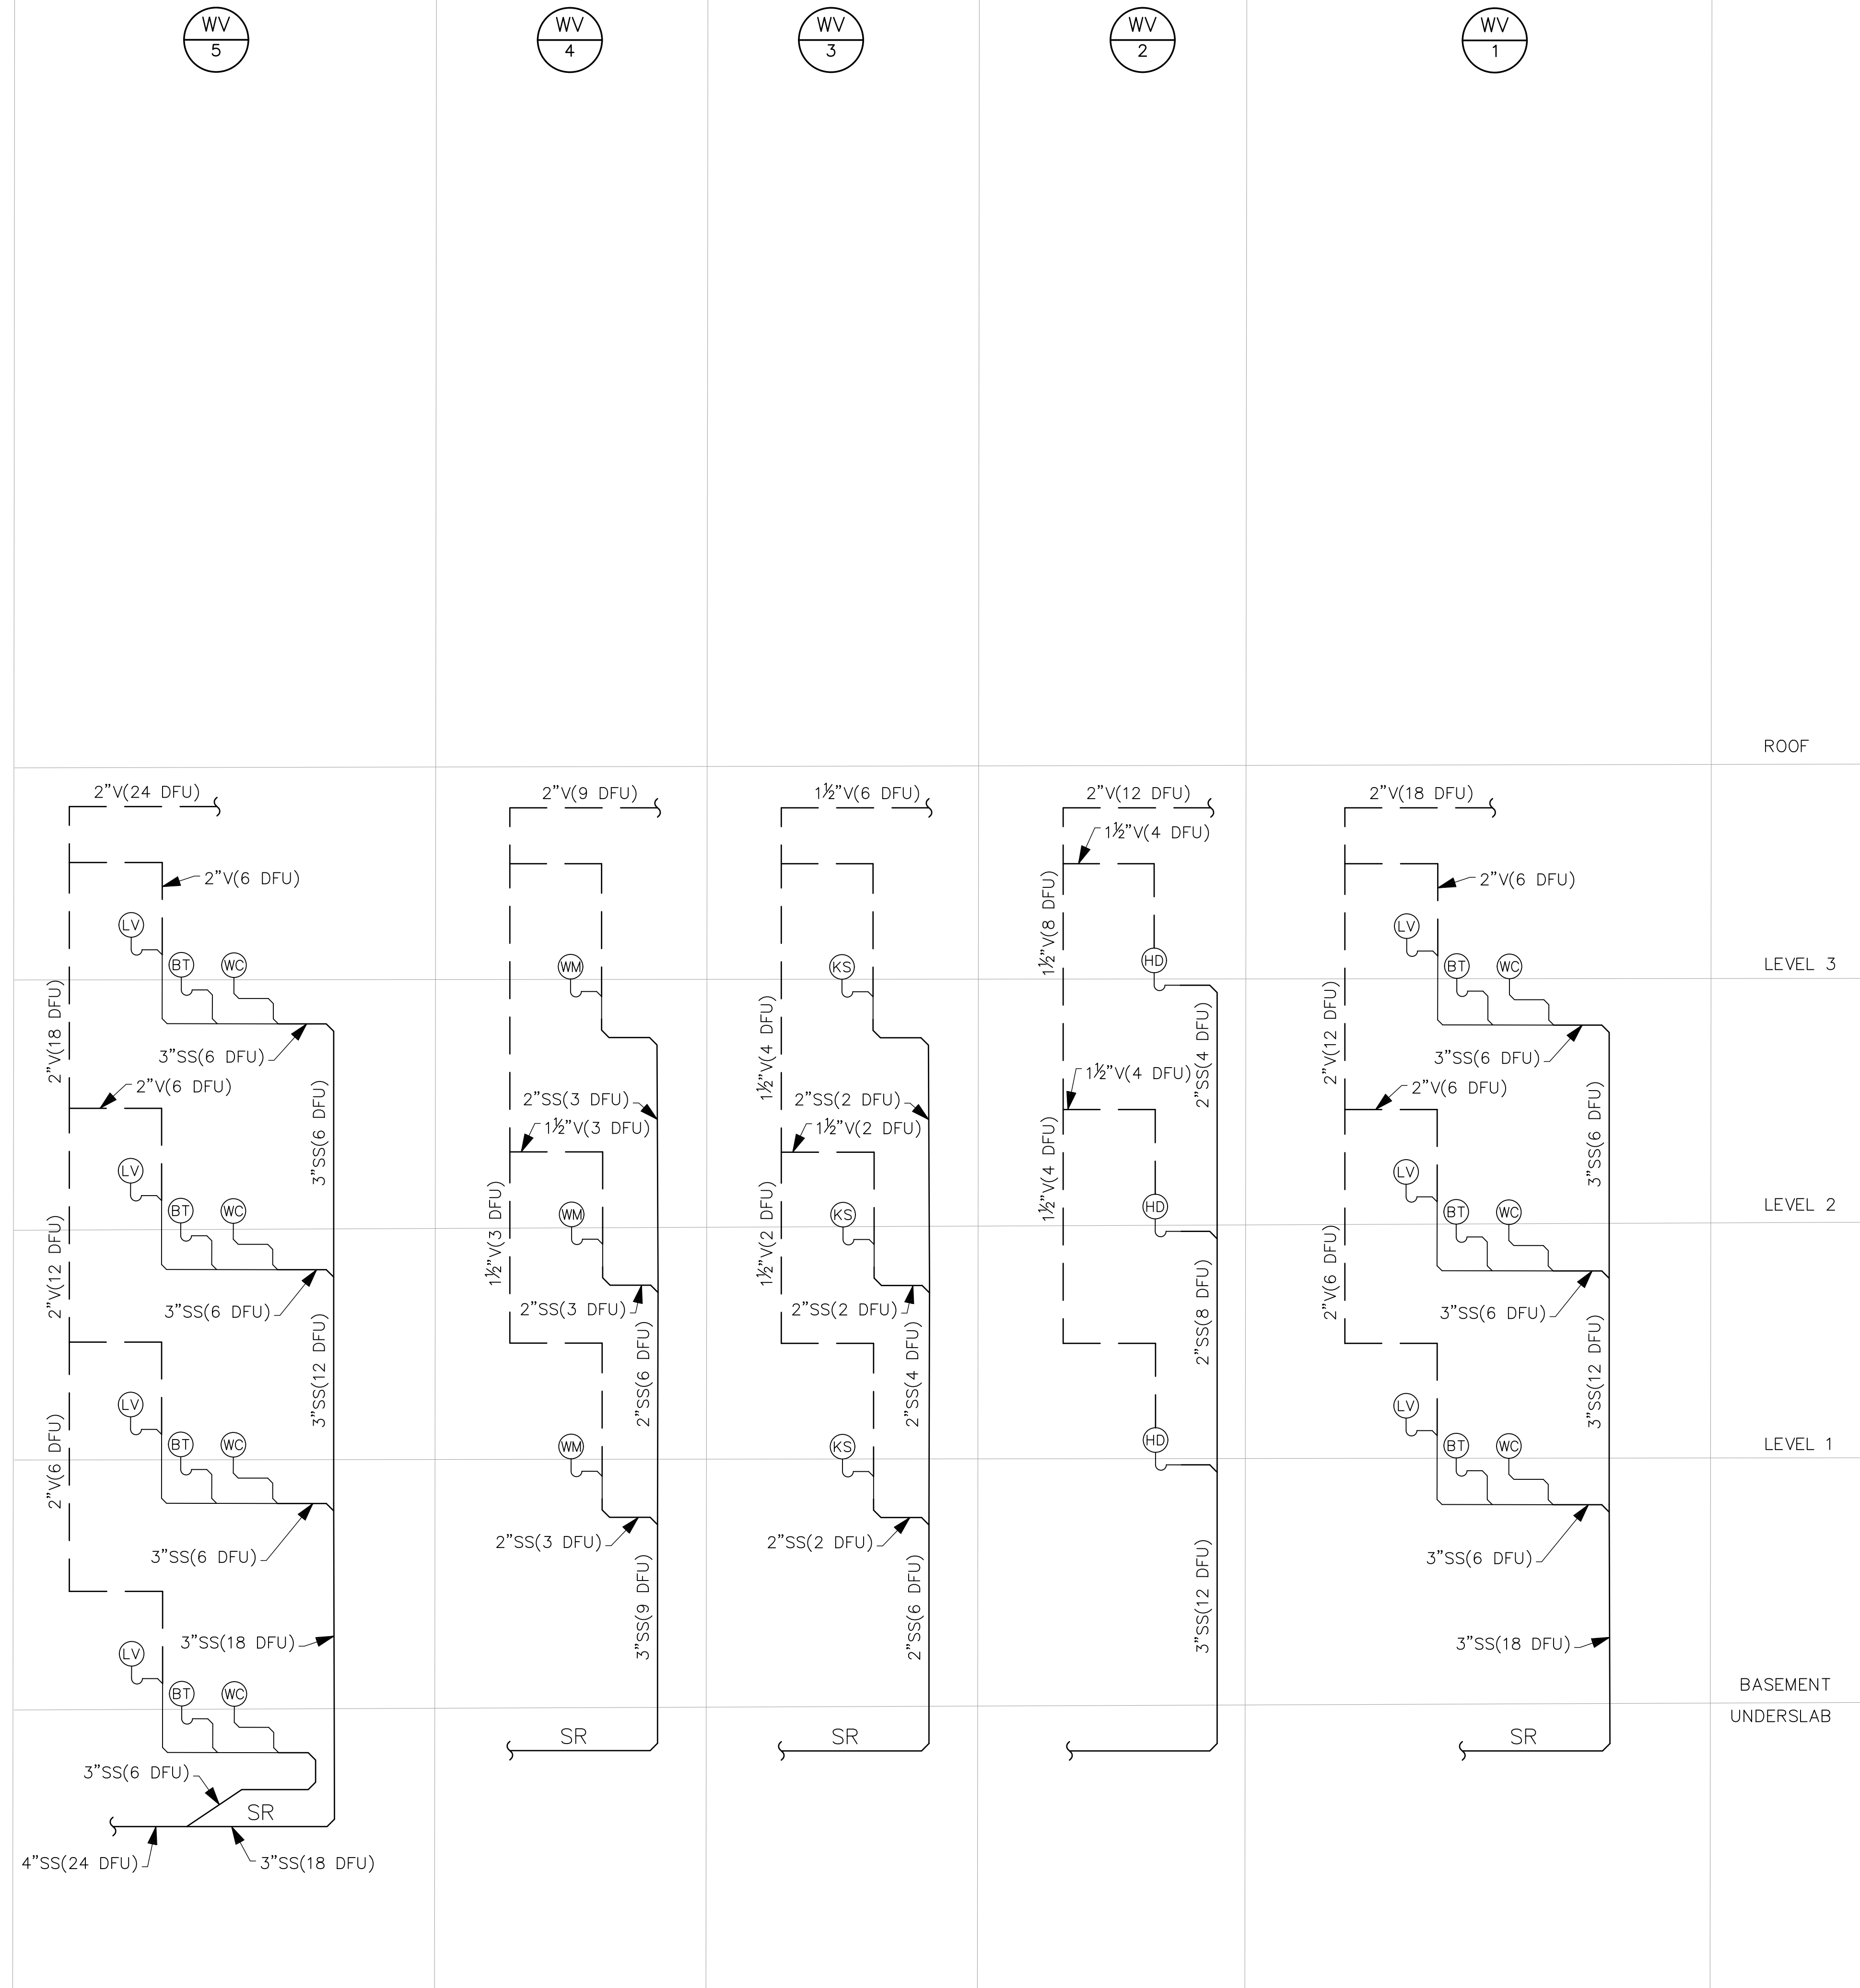 WV
5
WV
4
WV
3
WV
2
WV
1
ROOF
2"V(24 DFU)
2"V(9 DFU)
1½"V(6 DFU)
2"V(12 DFU)
2"V(18 DFU)
1½"V(4 DFU)
2"V(6 DFU)
2"V(6 DFU)
1½"V(8 DFU)
LV
LV
BT
WC
WM
KS
HD
BT
WC
LEVEL 3
2"V(18 DFU)
1½"V(4 DFU)
2"SS(4 DFU)
2"V(12 DFU)
3"SS(6 DFU)
3"SS(6 DFU)
2"V(6 DFU)
1½"V(4 DFU)
2"V(6 DFU)
2"SS(3 DFU)
2"SS(2 DFU)
3"SS(6 DFU)
3"SS(6 DFU)
1½"V(3 DFU)
1½"V(2 DFU)
LV
1½"V(4 DFU)
LV
BT
WC
WM
KS
HD
BT
WC
LEVEL 2
2"V(12 DFU)
1½"V(3 DFU)
1½"V(2 DFU)
2"V(6 DFU)
3"SS(6 DFU)
2"SS(3 DFU)
2"SS(2 DFU)
2"SS(8 DFU)
3"SS(6 DFU)
3"SS(12 DFU)
2"SS(6 DFU)
2"SS(4 DFU)
3"SS(12 DFU)
LV
LV
BT
WC
WM
KS
HD
BT
WC
LEVEL 1
2"V(6 DFU)
3"SS(6 DFU)
2"SS(3 DFU)
2"SS(2 DFU)
3"SS(6 DFU)
3"SS(9 DFU)
2"SS(6 DFU)
3"SS(12 DFU)
3"SS(18 DFU)
3"SS(18 DFU)
LV
BT
WC
BASEMENT
UNDERSLAB
SR
SR
SR
3"SS(6 DFU)
SR
4"SS(24 DFU)
3"SS(18 DFU)